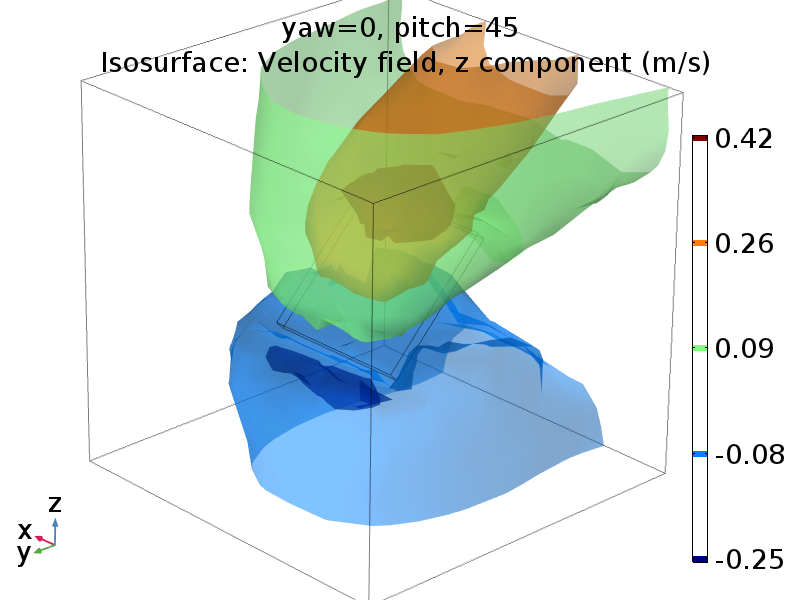 yaw=0, pitch=45
Isosurface: Velocity field, z component (m/s)
0.42
0.26
0.09
-0.08
-0.25
z
x
y